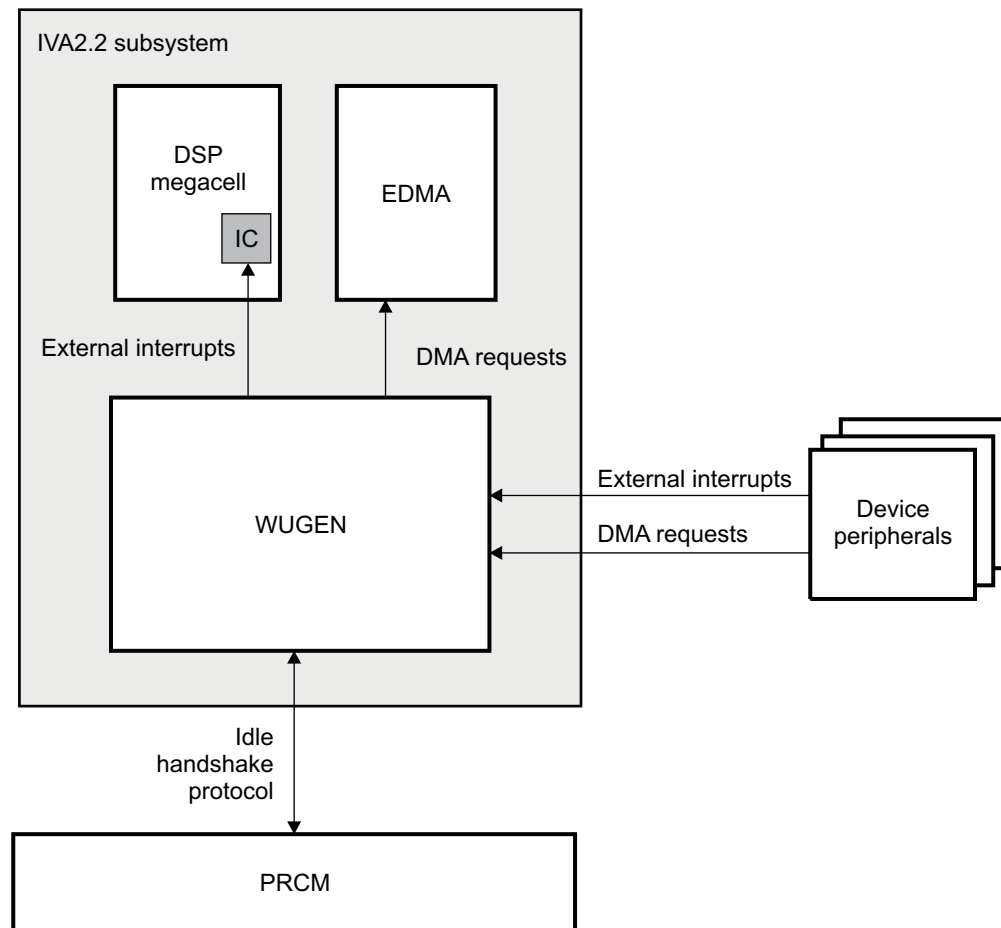 IVA2.2 subsystem
DSP
megacell
EDMA
IC
External interrupts
DMA requests
WUGEN
External interrupts
DMA requests
Device
peripherals
Idle
handshake
protocol
PRCM